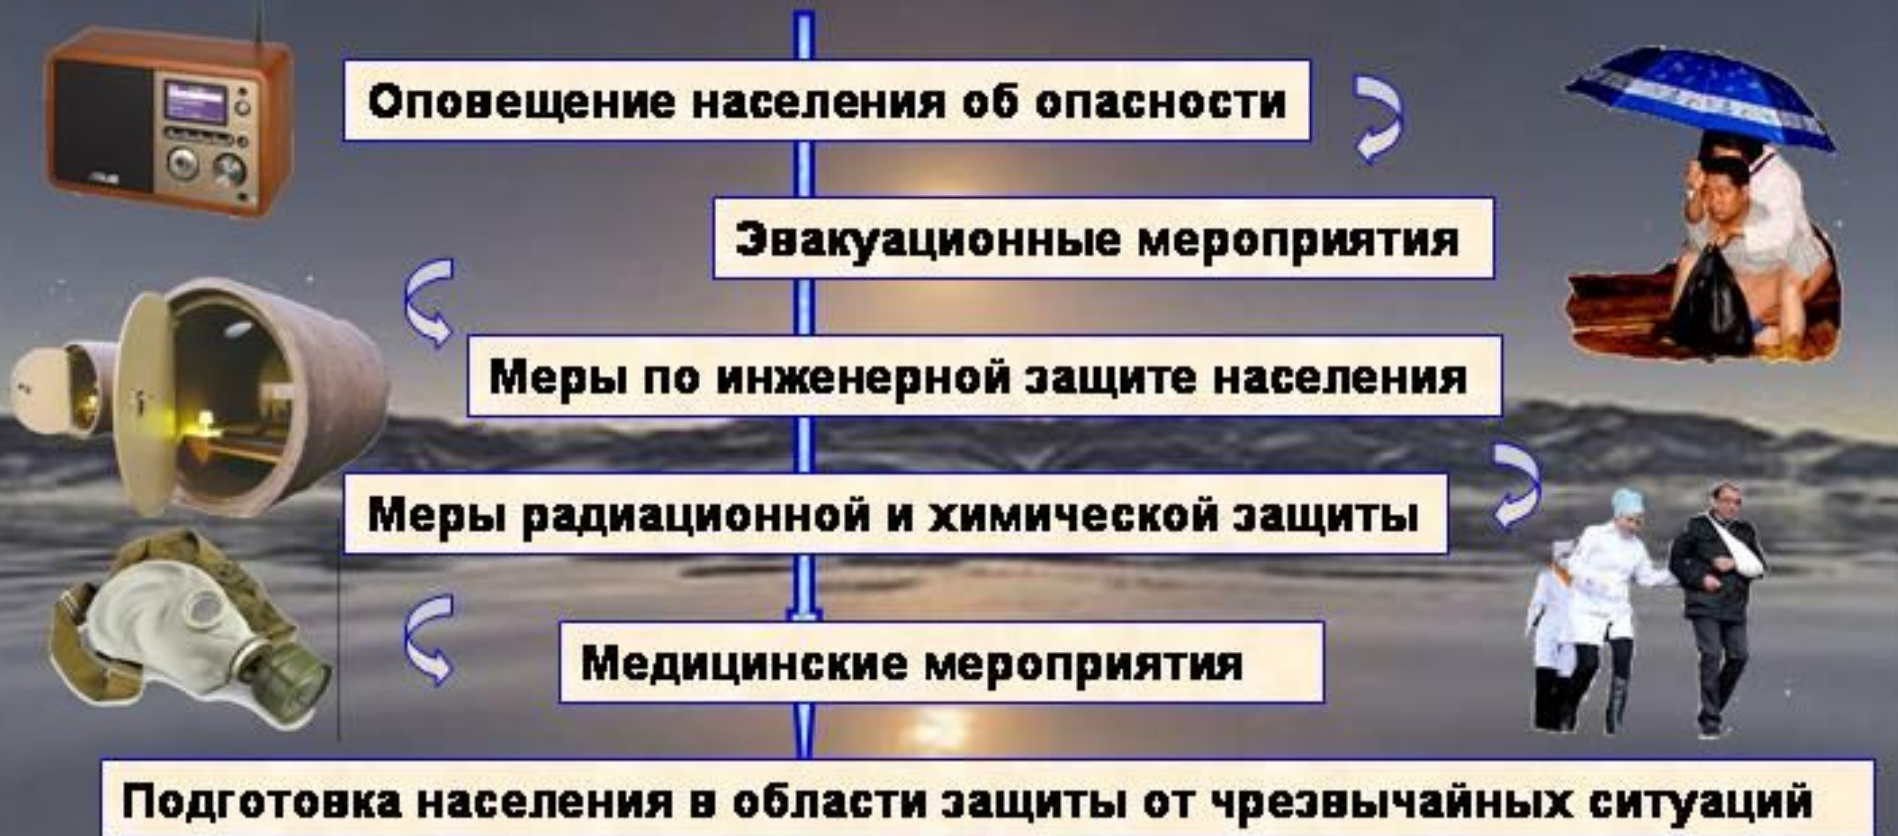 Оповещение населения об опасности
Эвакуационные мероприятия
Меры по инженерной защите населения
Меры радиационной и химической защиты
Медицинские мероприятия
Подготовка населения в области защиты от чрезвычайных ситуаций